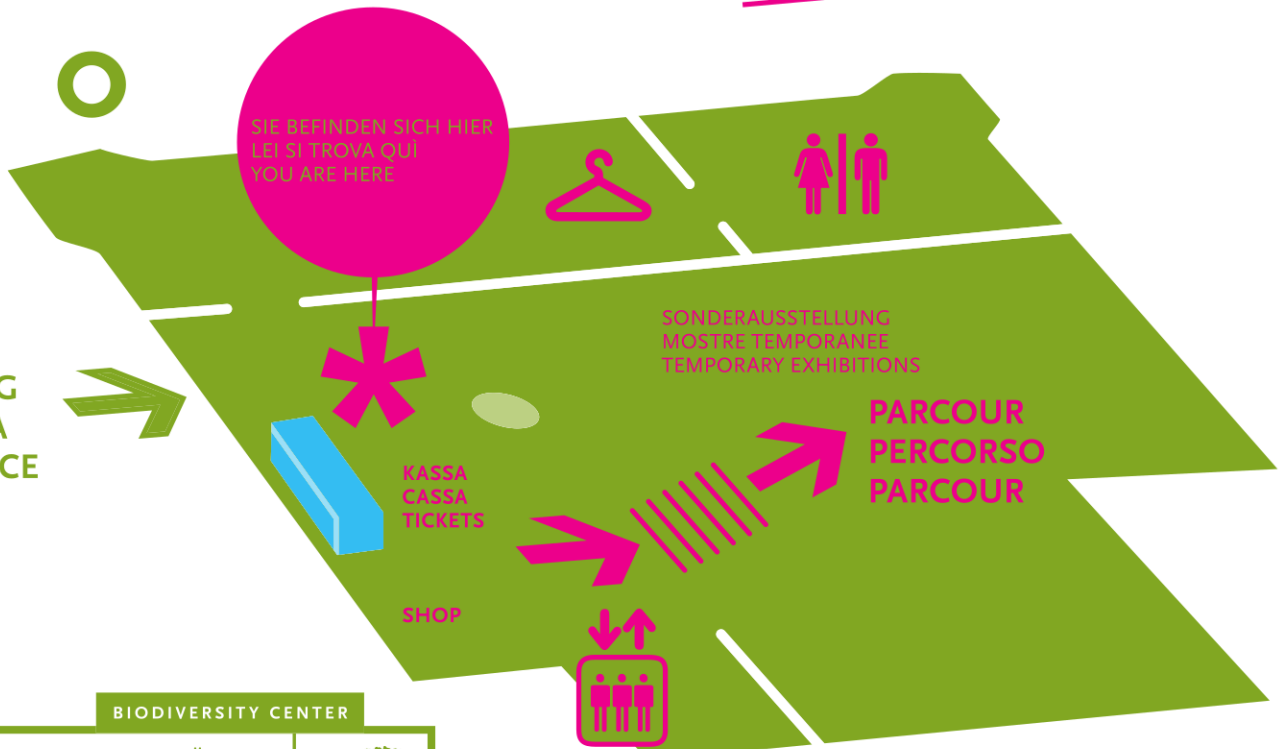 SIE BEFINDEN SICH HIER
LEI SI TROVA QUÌ
YOU ARE HERE
SONDERAUSSTELLUNG
MOSTRE TEMPORANEE
TEMPORARY EXHIBITIONS
PARCOUR
PERCORSO
PARCOUR
KASSA
CASSA
TICKETS
SHOP
BIODIVERSITY CENTER